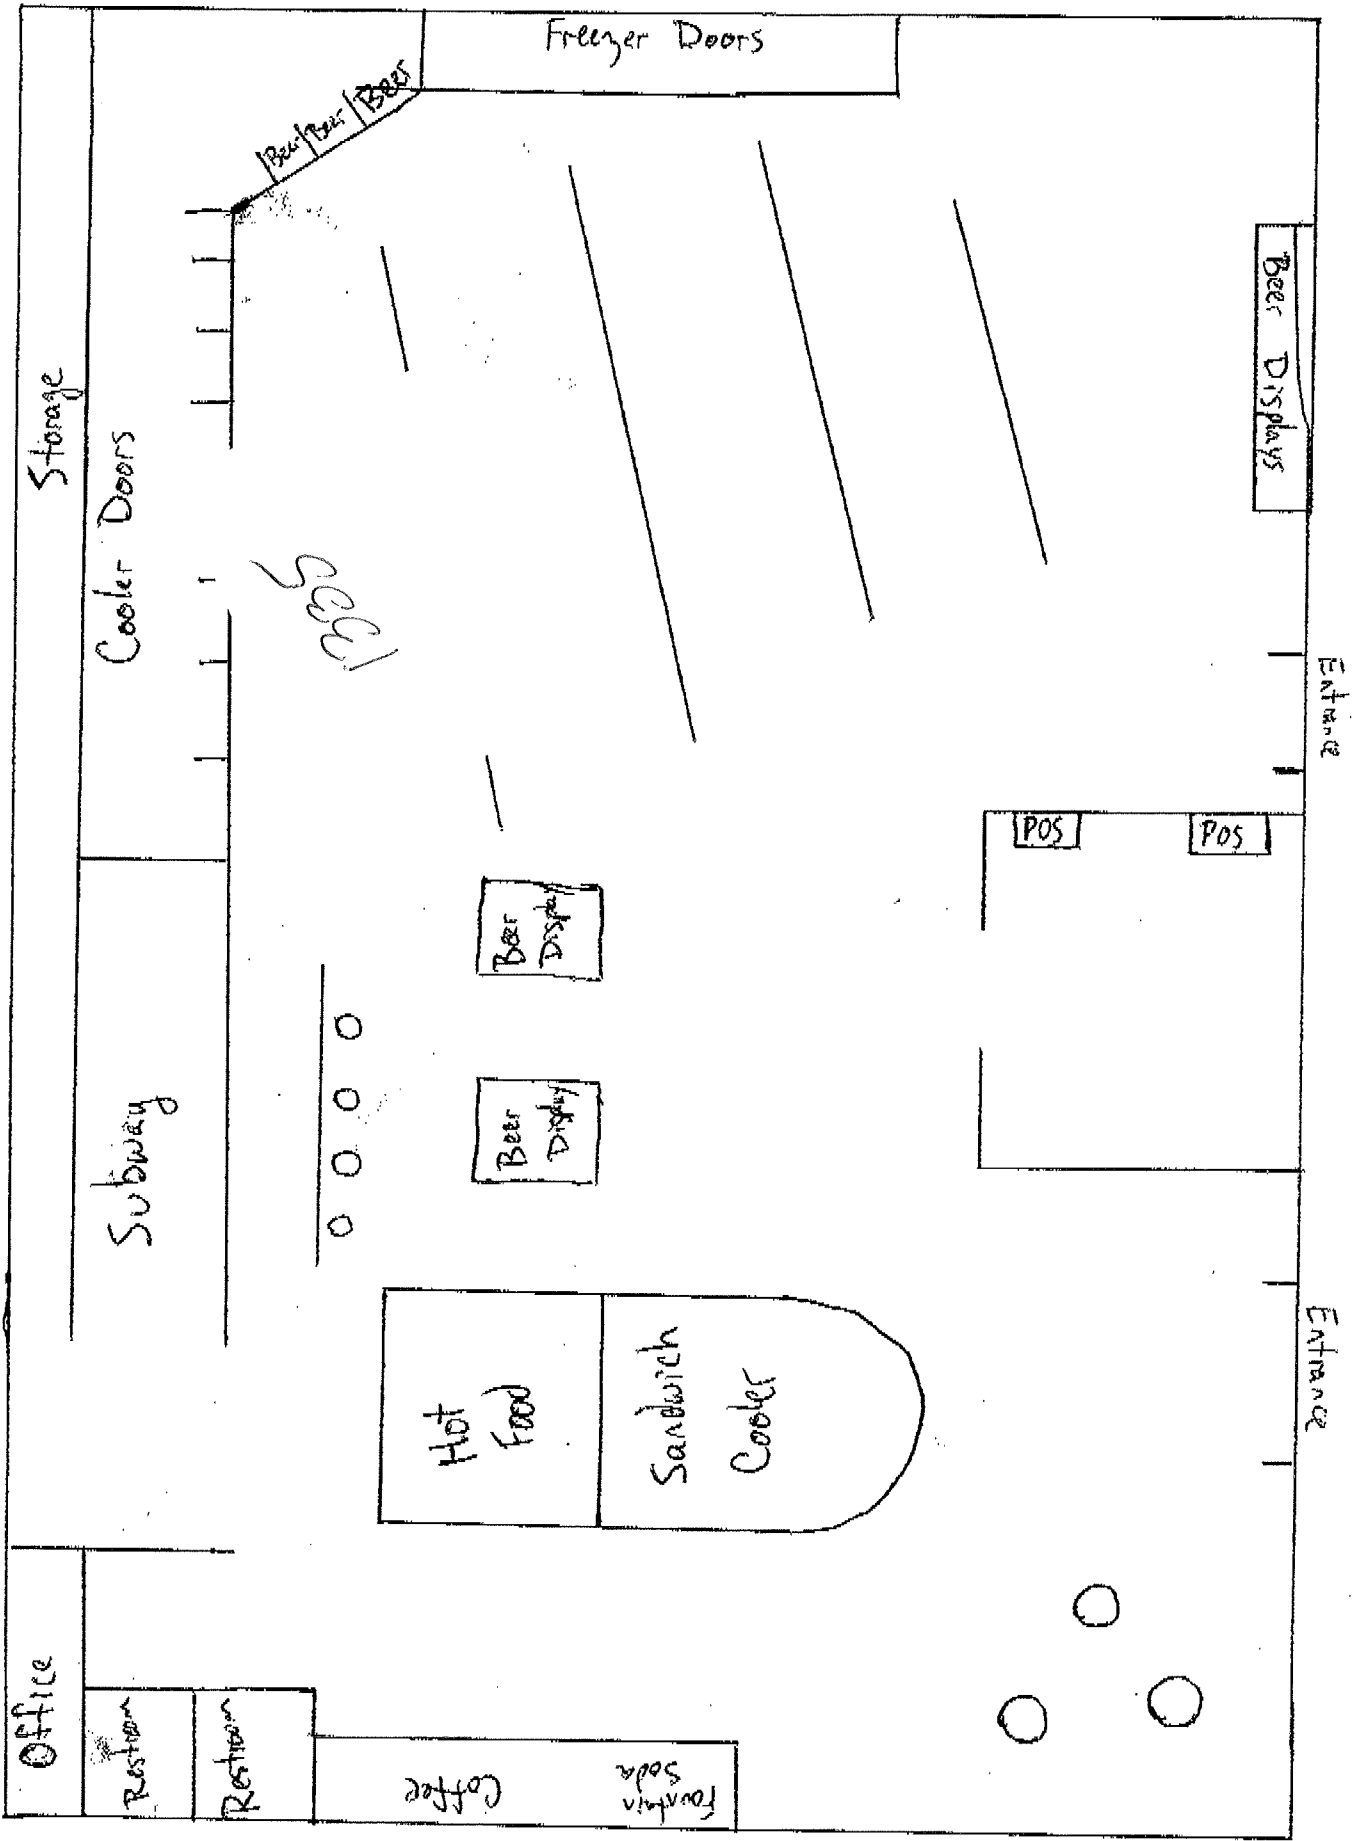 Freezer Doors
Beer
Beer
Beer
Storage
Cooler Doors
Beer Displays
Entrance
POS
POS
Beer
Display
Beer
Display
Subway
Hot
Food
Sandwich
Cooler
Entrance
Office
Restroom
Restroom
Coffee
Fountain
Soda